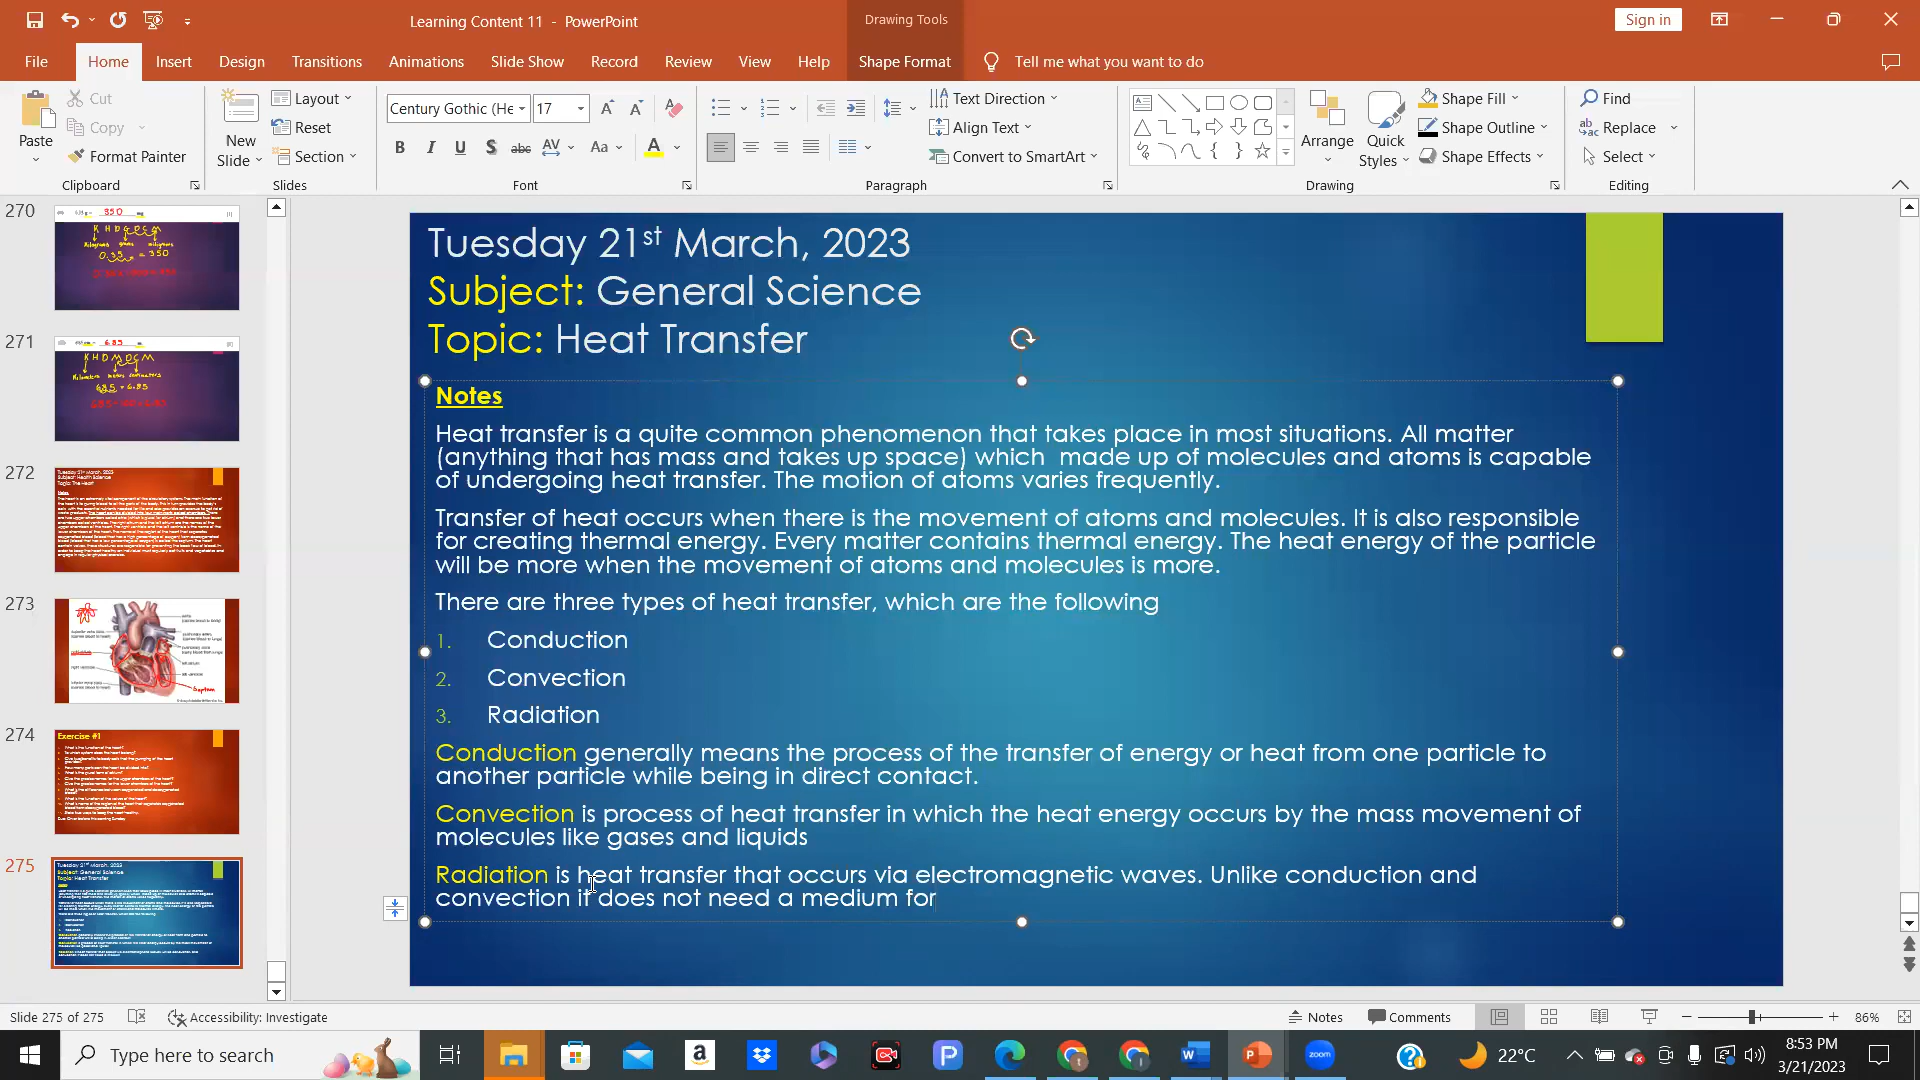 Learning Content 11 - PowerPoint
Drawing Tools
Sign in
File Home Insert Design Transitions Animations Slide Show Record Review View Help Shape Format Tell me what you want to do
Paste
Cut
Copy
Format Painter
Clipboard
New Slide
Layout
Reset
Section
Slides
Century Gothic (He 17
B I U S abc AV Aa A
Font
Text Direction
Align Text
Convert to SmartArt
Paragraph
Arrange
Quick Styles
Shape Fill
Shape Outline
Shape Effects
Drawing
Find
Replace
Select
Editing
270
271
272
273
274
Exercise #1
275
Tuesday 21st March, 2023
Subject: General Science
Topic: Heat Transfer
Notes
Heat transfer is a quite common phenomenon that takes place in most situations. All matter
(anything that has mass and takes up space) which made up of molecules and atoms is capable
of undergoing heat transfer. The motion of atoms varies frequently.
Transfer of heat occurs when there is the movement of atoms and molecules. It is also responsible
for creating thermal energy. Every matter contains thermal energy. The heat energy of the particle
will be more when the movement of atoms and molecules is more.
There are three types of heat transfer, which are the following
1. Conduction
2. Convection
3. Radiation
Conduction generally means the process of the transfer of energy or heat from one particle to
another particle while being in direct contact.
Convection is process of heat transfer in which the heat energy occurs by the mass movement of
molecules like gases and liquids
Radiation is heat transfer that occurs via electromagnetic waves. Unlike conduction and
convection it does not need a medium for
Slide 275 of 275
Accessibility: Investigate
Notes
Comments
86%
Type here to search
zoom
22°C
8:53 PM
3/21/2023